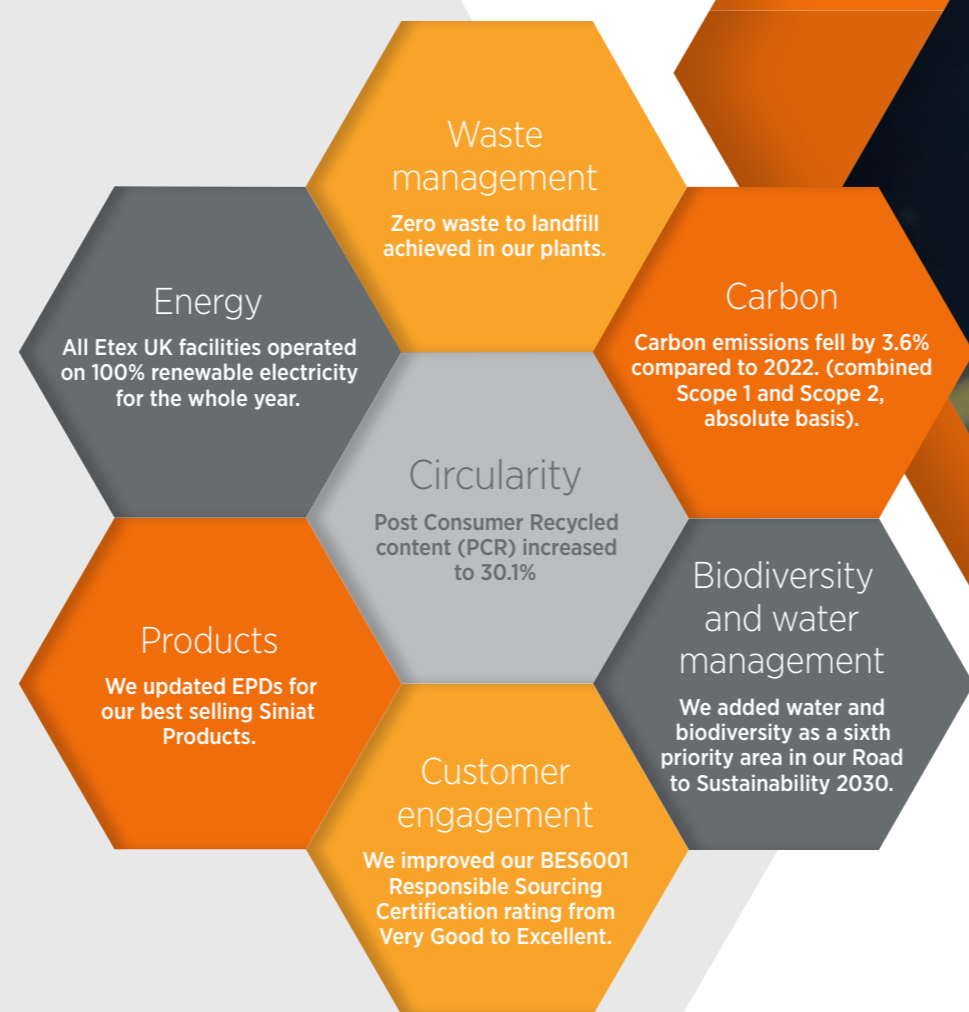 Waste
management
Zero waste to landfill
achieved in our plants.
Energy
All Etex UK facilities operated
on 100% renewable electricity
for the whole year.
Carbon
Carbon emissions fell by 3.6%
compared to 2022. (combined
Scope 1 and Scope 2,
absolute basis).
Circularity
Post Consumer Recycled
content (PCR) increased
to 30.1%
Products
We updated EPDs for
our best selling Siniat
Products.
Biodiversity
and water
management
We added water and
biodiversity as a sixth
priority area in our Road
to Sustainability 2030.
Customer
engagement
We improved our BES6001
Responsible Sourcing
Certification rating from
Very Good to Excellent.